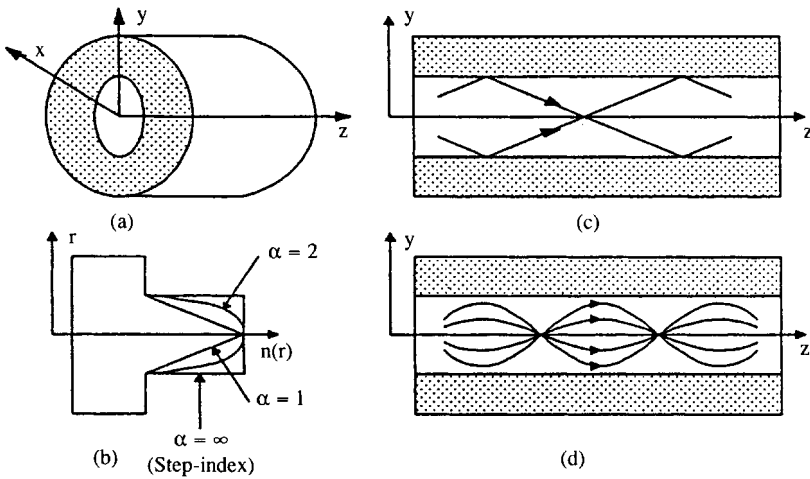 y
x
z
(a)
y
z
(c)
r
α = 2
n(r)
α = 1
α = ∞
(Step-index)
(b)
y
z
(d)